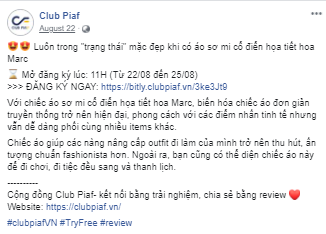 Club Piaf
August 22 ·
😍😍 Luôn trong "trạng thái" mặc đẹp khi có áo sơ mi cổ điển họa tiết hoa
Marc
⌛ Mở đăng ký lúc: 11H (Từ 22/08 đến 25/08)
>>> ĐĂNG KÝ NGAY: https://bitly.clubpiaf.vn/3ke3Jt9
Với chiếc áo sơ mi cổ điển họa tiết hoa Marc, biến hóa chiếc áo đơn giản
truyền thống trở nên hiện đại, phong cách với các điểm nhấn tinh tế nhưng
vẫn dễ dàng phối cùng nhiều items khác.
Chiếc áo giúp các nàng nâng cấp outfit đi làm của mình trở nên thu hút, ấn
tượng chuẩn fashionista hơn. Ngoài ra, bạn cũng có thể diện chiếc áo này
để đi chơi, đi tiệc đều sang và thanh lịch.
----------
Cộng đồng Club Piaf- kết nối bằng trải nghiệm, chia sẻ bằng review ❤️
Website: https://clubpiaf.vn/
#clubpiafVN #TryFree #review